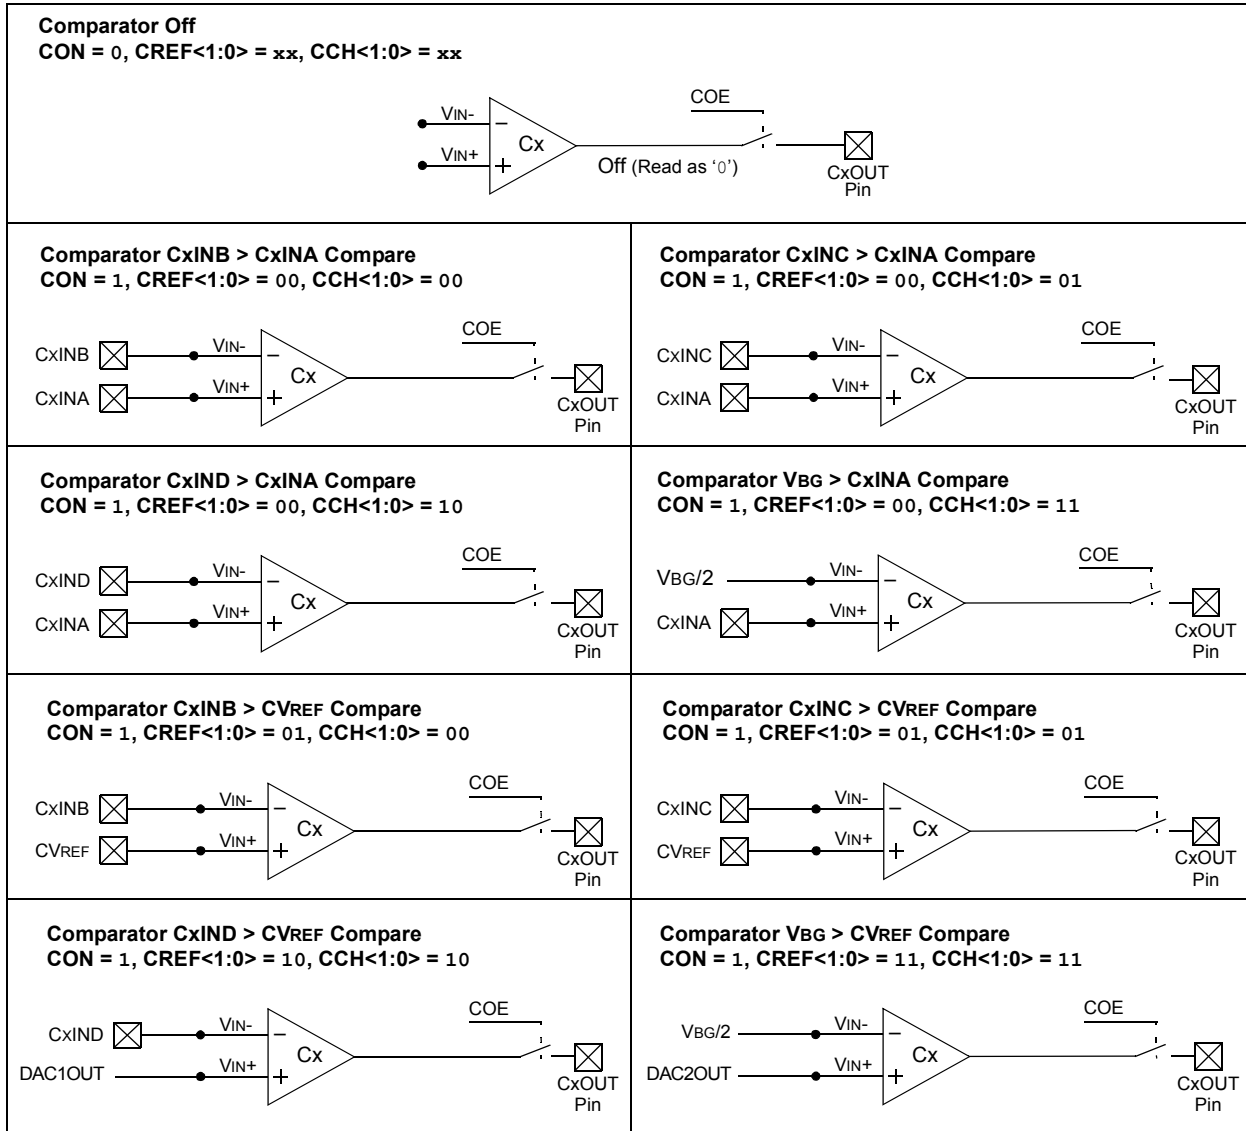 Comparator Off
CON = 0, CREF<1:0> = xx, CCH<1:0> = xx
COE
VIN-
VIN+
Cx
Off (Read as ‘0’)
CxOUT
Pin
Comparator CxINB > CxINA Compare
CON = 1, CREF<1:0> = 00, CCH<1:0> = 00
COE
CxINB
VIN-
CxINA
VIN+
Cx
CxOUT
Pin
Comparator CxINC > CxINA Compare
CON = 1, CREF<1:0> = 00, CCH<1:0> = 01
COE
CxINC
VIN-
CxINA
VIN+
Cx
CxOUT
Pin
Comparator CxIND > CxINA Compare
CON = 1, CREF<1:0> = 00, CCH<1:0> = 10
COE
CxIND
VIN-
CxINA
VIN+
Cx
CxOUT
Pin
Comparator VBG > CxINA Compare
CON = 1, CREF<1:0> = 00, CCH<1:0> = 11
COE
VBG/2
VIN-
CxINA
VIN+
Cx
CxOUT
Pin
Comparator CxINB > CVREF Compare
CON = 1, CREF<1:0> = 01, CCH<1:0> = 00
COE
CxINB
VIN-
CVREF
VIN+
Cx
CxOUT
Pin
Comparator CxINC > CVREF Compare
CON = 1, CREF<1:0> = 01, CCH<1:0> = 01
COE
CxINC
VIN-
CVREF
VIN+
Cx
CxOUT
Pin
Comparator CxIND > CVREF Compare
CON = 1, CREF<1:0> = 10, CCH<1:0> = 10
COE
CxIND
VIN-
DAC1OUT
VIN+
Cx
CxOUT
Pin
Comparator VBG > CVREF Compare
CON = 1, CREF<1:0> = 11, CCH<1:0> = 11
COE
VBG/2
VIN-
DAC2OUT
VIN+
Cx
CxOUT
Pin